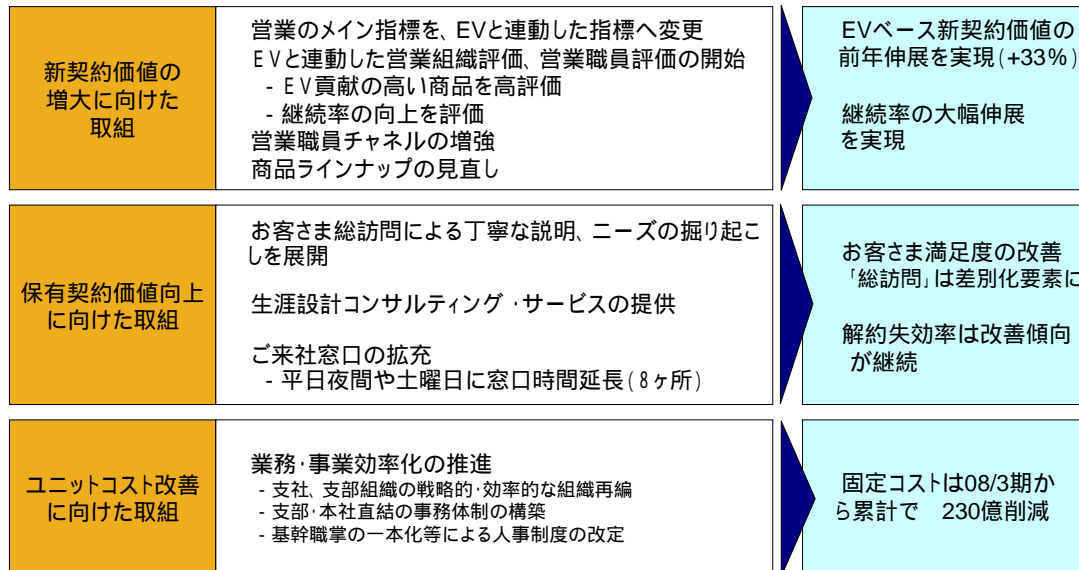 新契約価値の
増大に向けた
取組
営業のメイン指標を、EVと連動した指標へ変更
EVと連動した営業組織評価、営業職員評価の開始
- EV貢献の高い商品を高評価
- 継続率の向上を評価
営業職員チャネルの増強
商品ラインナップの見直し
EVベース新契約価値の
前年伸展を実現(+33%)
継続率の大幅伸展
を実現
保有契約価値向上
に向けた取組
お客さま総訪問による丁寧な説明、ニーズの掘り起こ
しを展開
生涯設計コンサルティング・サービスの提供
ご来社窓口の拡充
- 平日夜間や土曜日に窓口時間延長(8ヶ所)
お客さま満足度の改善
「総訪問」は差別化要素に
解約失効率は改善傾向
が継続
ユニットコスト改善
に向けた取組
業務・事業効率化の推進
- 支社、支部組織の戦略的・効率的な組織再編
- 支部・本社直結の事務体制の構築
- 基幹職掌の一本化等による人事制度の改定
固定コストは08/3期か
ら累計で 230億削減